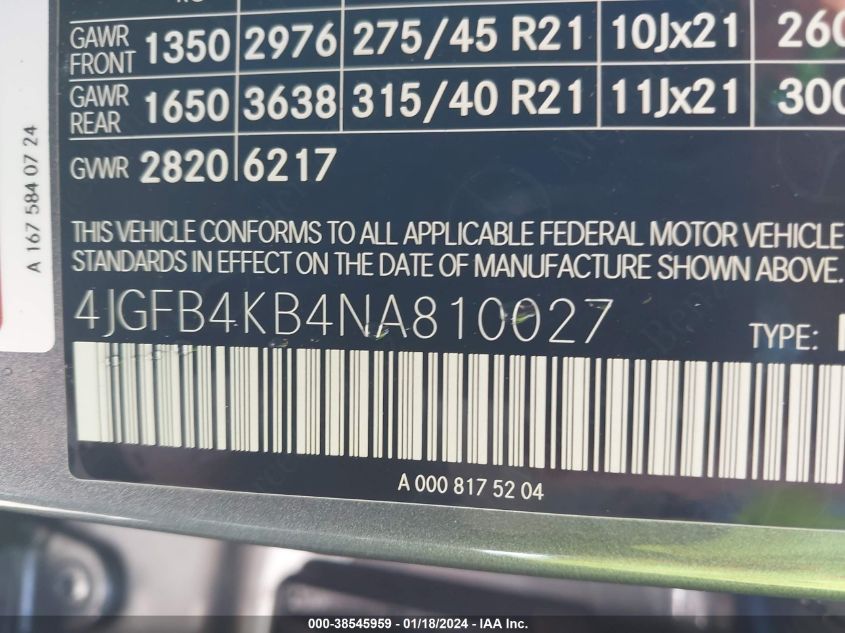 GAWR FRONT 1350 2976 275/45 R21 10Jx21
GAWR REAR 1650 3638 315/40 R21 11Jx21
GVWR 2820 6217
THIS VEHICLE CONFORMS TO ALL APPLICABLE FEDERAL MOTOR VEHICLE
STANDARDS IN EFFECT ON THE DATE OF MANUFACTURE SHOWN ABOVE.
4JGFB4KB4NA810027
TYPE:
A 000 817 52 04
A 167 584 07 24
000-38545959 / 01/18/2024 - IAA Inc.